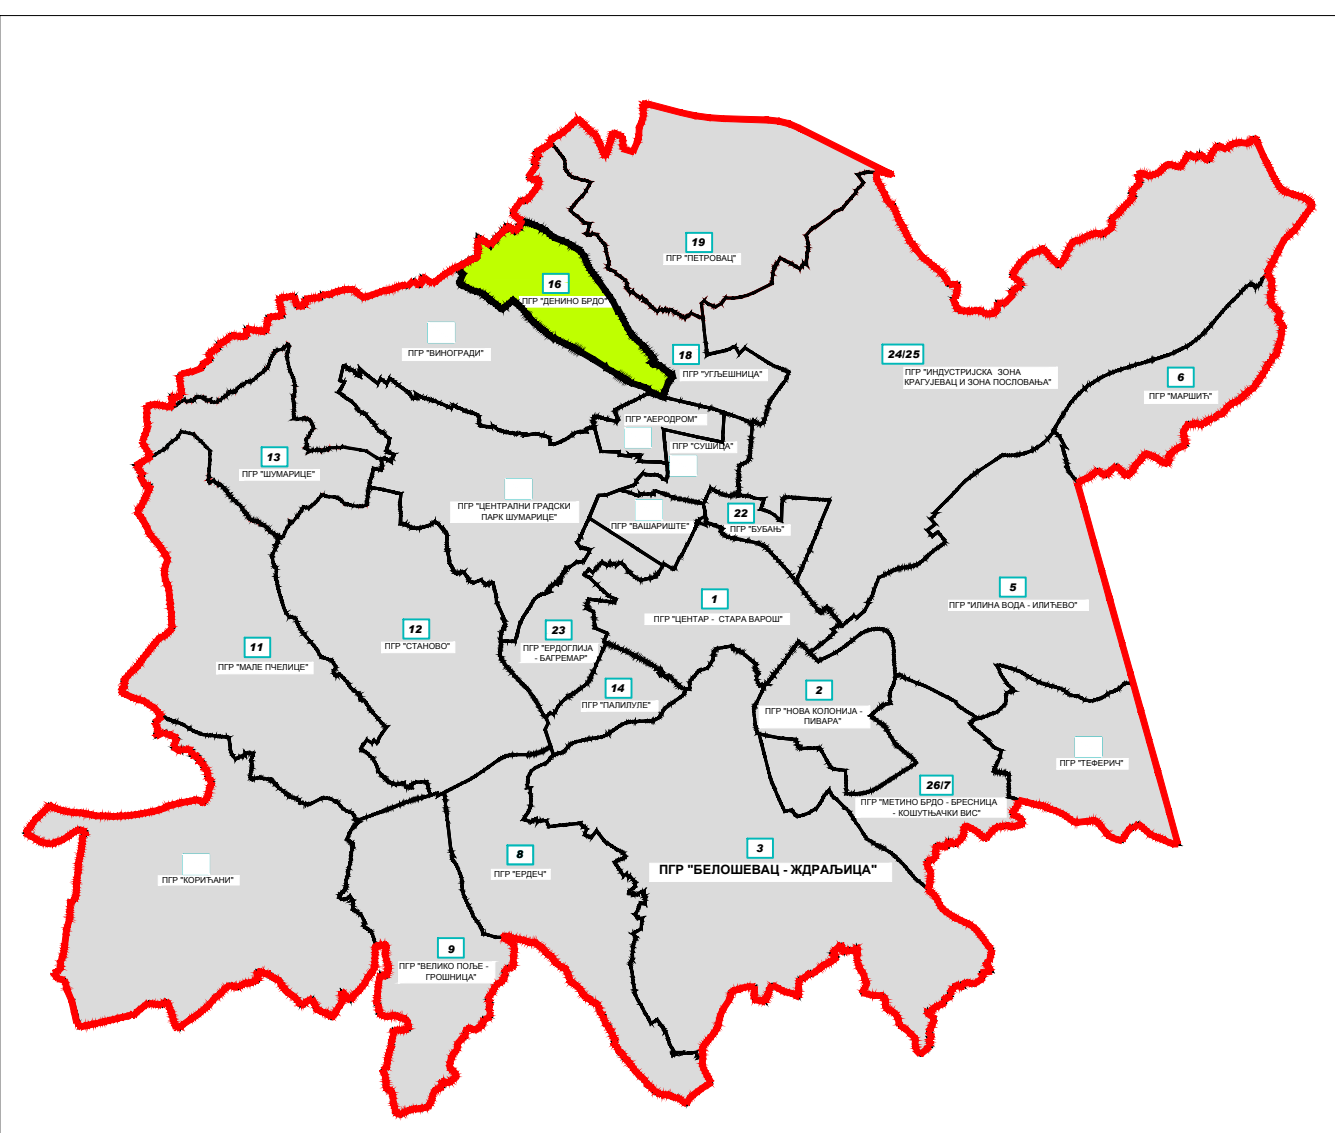 19
ПГР "ПЕТРОВАЦ"
16
ПГР "ДЕНИНО БРДО"
ПГР "ВИНОГРАДИ"
18
ПГР "УГЉЕШНИЦА"
24/25
ПГР "ИНДУСТРИЈСКА ЗОНА
КРАГУЈЕВАЦ И ЗОНА ПОСЛОВАЊА"
6
ПГР "МАРШИЋ"
ПГР "АЕРОДРОМ"
ПГР "СУШИЦА"
13
ПГР "ШУМАРИЦЕ"
ПГР "ЦЕНТРАЛНИ ГРАДСКИ
ПАРК ШУМАРИЦЕ"
ПГР "ВАШАРИШТЕ"
22
ПГР "БУБАЊ"
5
ПГР "ИЛИНА ВОДА - ИЛИЋЕВО"
1
ПГР "ЦЕНТАР - СТАРА ВАРОШ"
12
ПГР "СТАНОВО"
23
ПГР "ЕРДОГЛИЈА
- БАГРЕМАР"
11
ПГР "МАЛЕ ПЧЕЛИЦЕ"
14
ПГР "ПАЛИЛУЛЕ"
2
ПГР "НОВА КОЛОНИЈА -
ПИВАРА"
ПГР "ТЕФЕРИЧ"
26/7
ПГР "МЕТИНО БРДО - БРЕСНИЦА
- КОШУТЊАЧКИ ВИС"
3
ПГР "БЕЛОШЕВАЦ - ЖДРАЉИЦА"
8
ПГР "ЕРДЕЧ"
ПГР "КОРИЋАНИ"
9
ПГР "ВЕЛИКО ПОЉЕ -
ГРОШНИЦА"